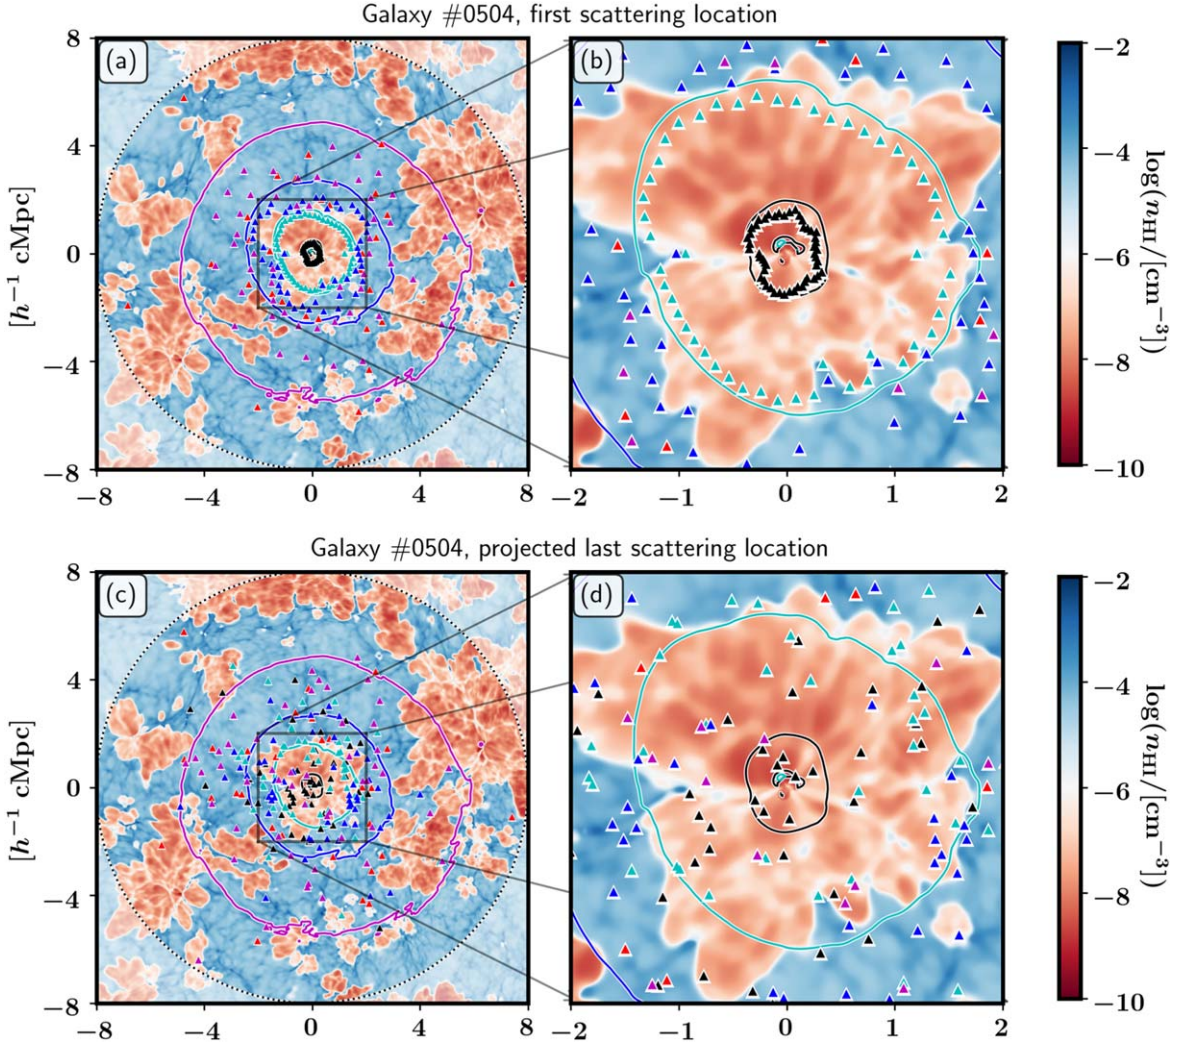 Galaxy #0504, first scattering location
(a)
(b)
8
4
0
−4
−8
[h⁻¹ cMpc]
−8 −4 0 4 8
−2 −1 0 1 2
−2
−4
−6
−8
−10
log(n_HI/[cm⁻³])
Galaxy #0504, projected last scattering location
(c)
(d)
8
4
0
−4
−8
[h⁻¹ cMpc]
−8 −4 0 4 8
−2 −1 0 1 2
−2
−4
−6
−8
−10
log(n_HI/[cm⁻³])